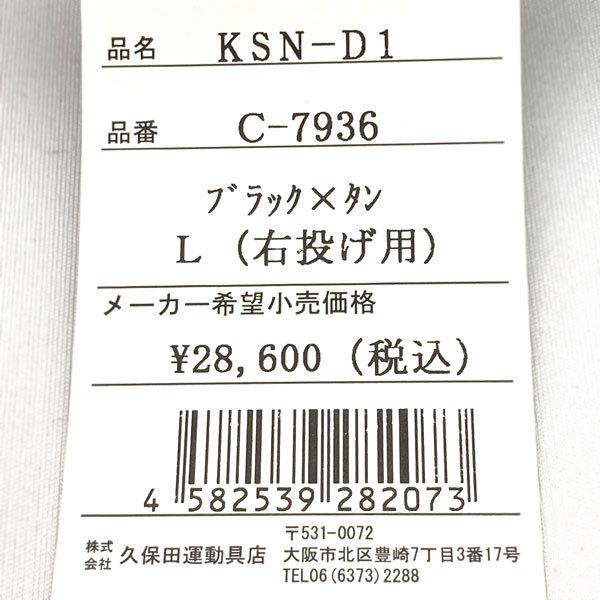 品名 KSN-D1
品番 C-7936
ブラック×タン
L (右投げ用)
メーカー希望小売価格
¥28,600 (税込)
4 582539 282073
株式会社 久保田運動具店
〒531-0072
大阪市北区豊崎7丁目3番17号
TEL06(6373)2288